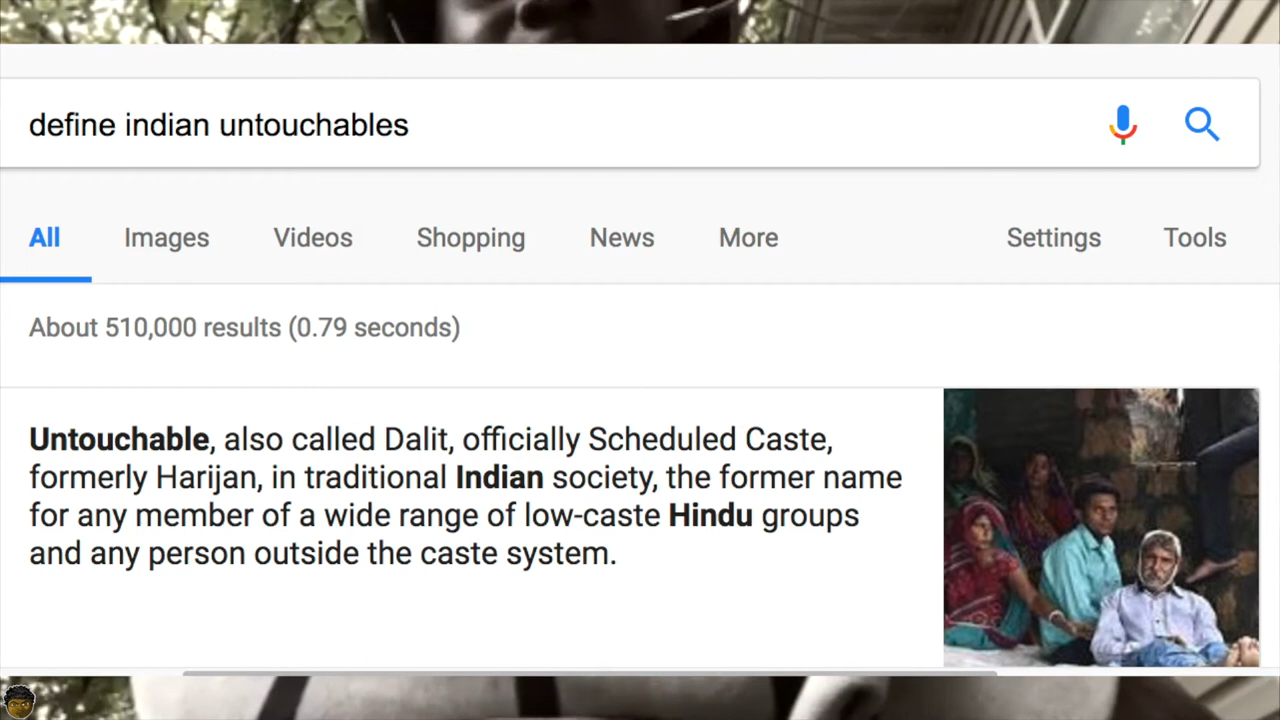 define indian untouchables
All Images Videos Shopping News More Settings Tools
About 510,000 results (0.79 seconds)
Untouchable, also called Dalit, officially Scheduled Caste,
formerly Harijan, in traditional Indian society, the former name
for any member of a wide range of low-caste Hindu groups
and any person outside the caste system.